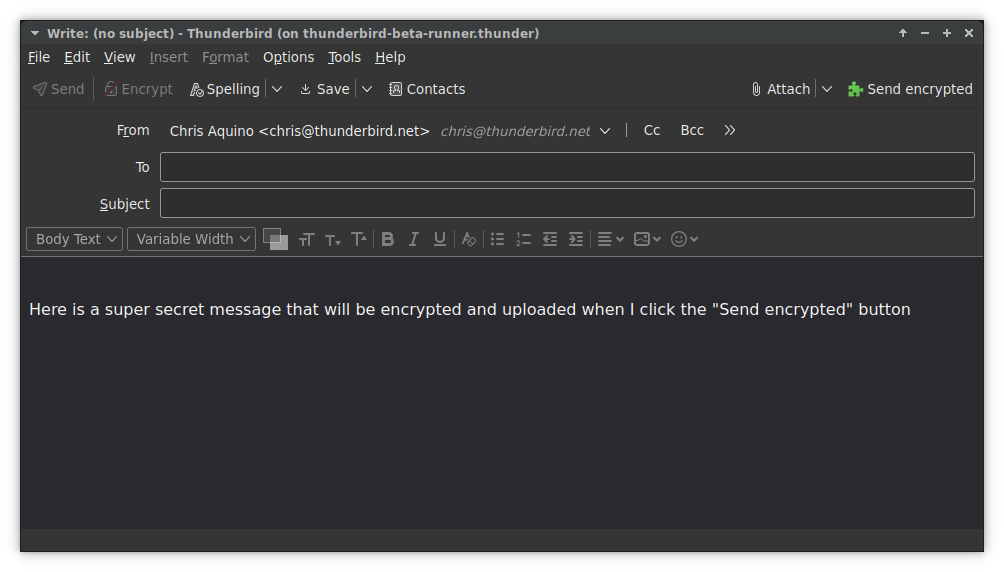 Write: (no subject) - Thunderbird (on thunderbird-beta-runner.thunder)
File Edit View Insert Format Options Tools Help
Send Encrypt Spelling Save Contacts Attach Send encrypted
From Chris Aquino <chris@thunderbird.net> chris@thunderbird.net Cc Bcc »
To
Subject
Body Text Variable Width
Here is a super secret message that will be encrypted and uploaded when I click the "Send encrypted" button